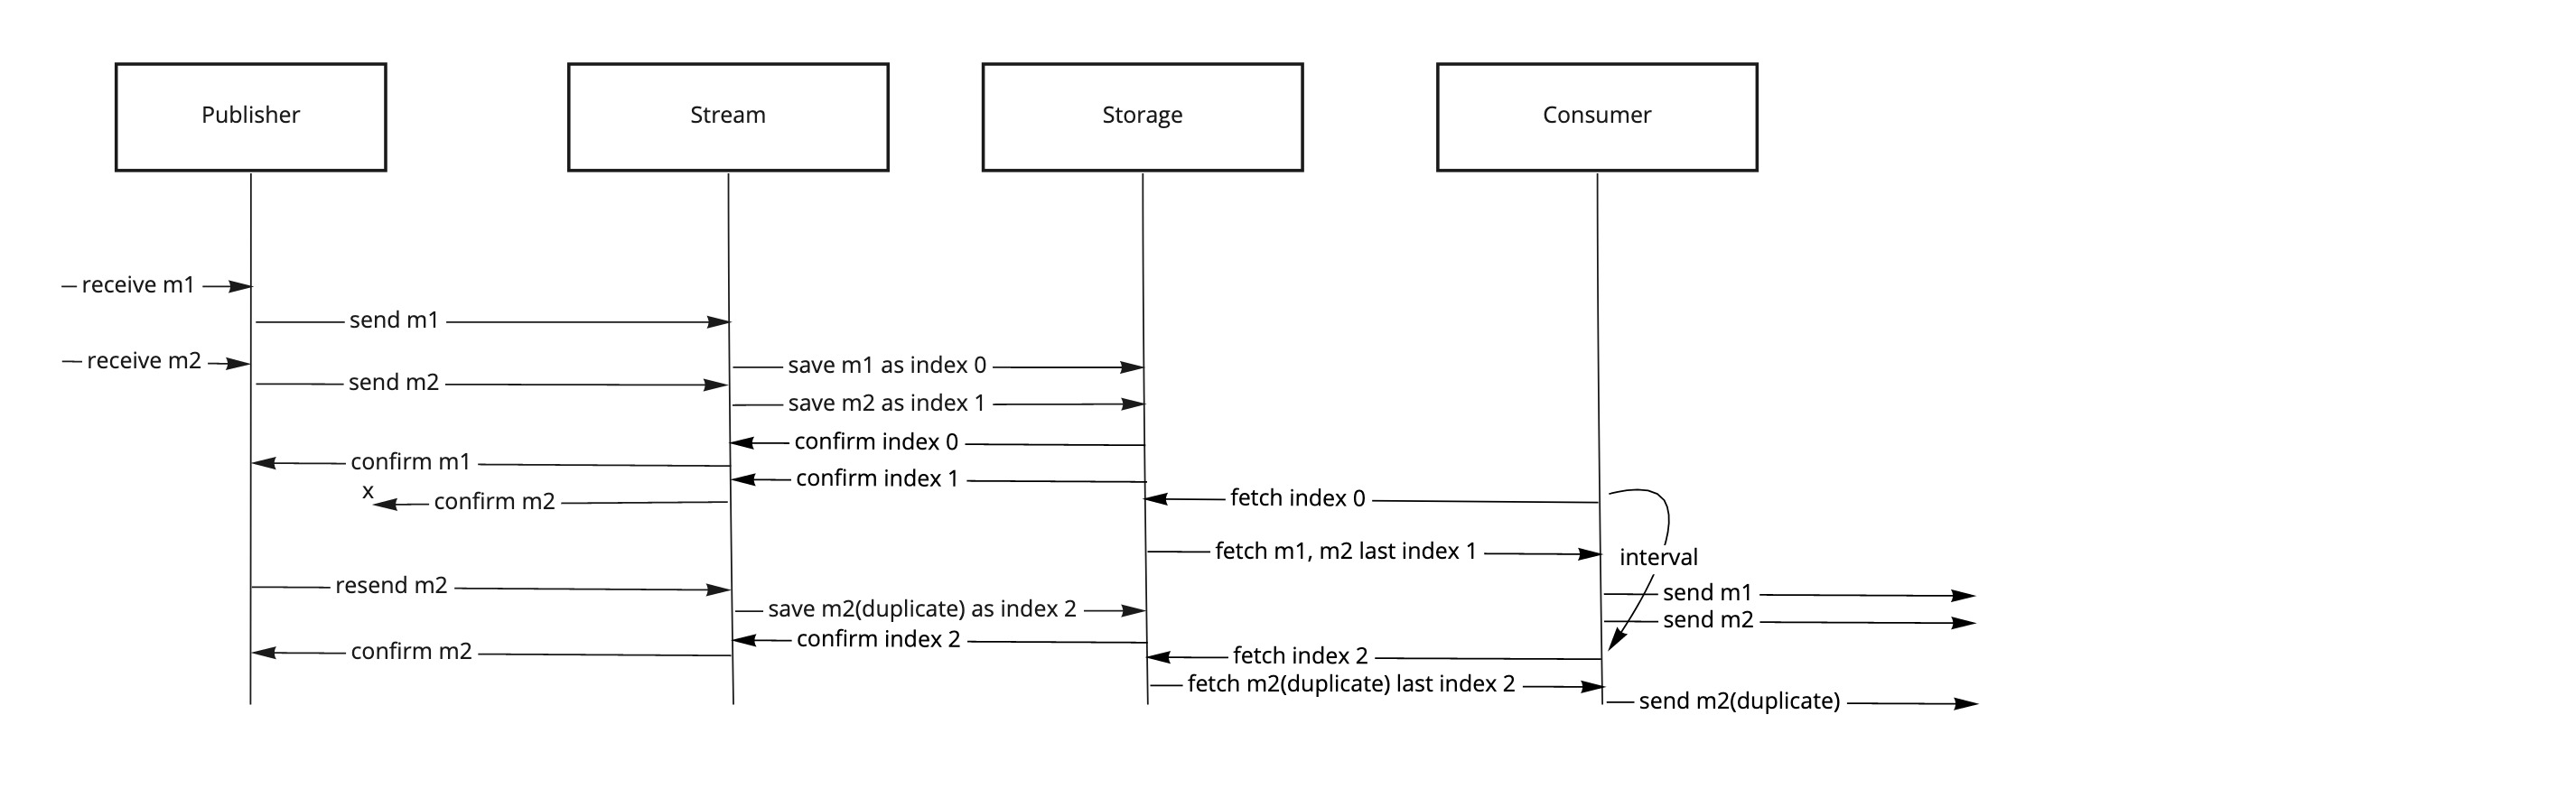 Publisher
Stream
Storage
Consumer
receive m1
send m1
receive m2
save m1 as index 0
send m2
save m2 as index 1
confirm index 0
confirm m1
confirm index 1
x
confirm m2
fetch index 0
fetch m1, m2 last index 1
interval
resend m2
send m1
save m2(duplicate) as index 2
send m2
confirm index 2
confirm m2
fetch index 2
fetch m2(duplicate) last index 2
send m2(duplicate)